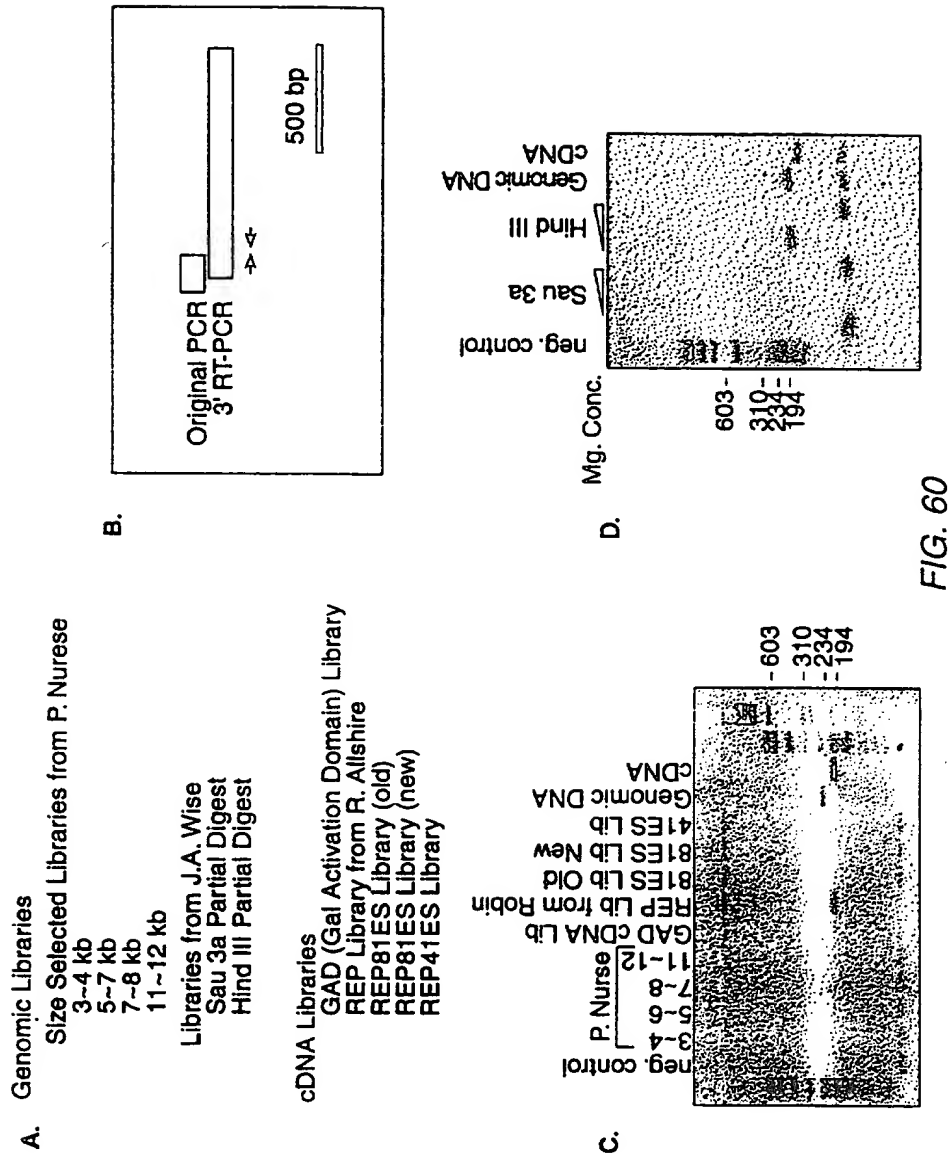 A. Genomic Libraries
Size Selected Libraries from P. Nurese
3~4 kb
5~7 kb
7~8 kb
11~12 kb
Libraries from J.A. Wise
Sau 3a Partial Digest
Hind III Partial Digest
cDNA Libraries
GAD (Gal Activation Domain) Library
REP Library from R. Allshire
REP81ES Library (old)
REP81ES Library (new)
REP41ES Library
B.
Original PCR
3' RT-PCR
500 bp
C.
neg. control
P. Nurse
3~4
5~6
7~8
11~12
GAD cDNA Lib
REP Lib from Robin
81ES Lib Old
81ES Lib New
41ES Lib
Genomic DNA
cDNA
- 603
- 310
- 234
- 194
D.
Mg. Conc.
neg. control
Sau 3a
Hind III
Genomic DNA
cDNA
603-
310-
234-
194-
FIG. 60